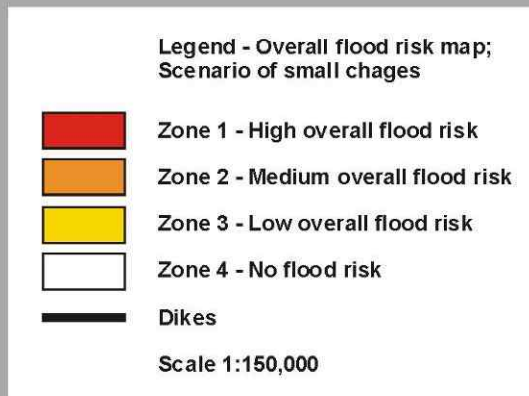 Legend - Overall flood risk map;
Scenario of small chages
Zone 1 - High overall flood risk
Zone 2 - Medium overall flood risk
Zone 3 - Low overall flood risk
Zone 4 - No flood risk
Dikes
Scale 1:150,000